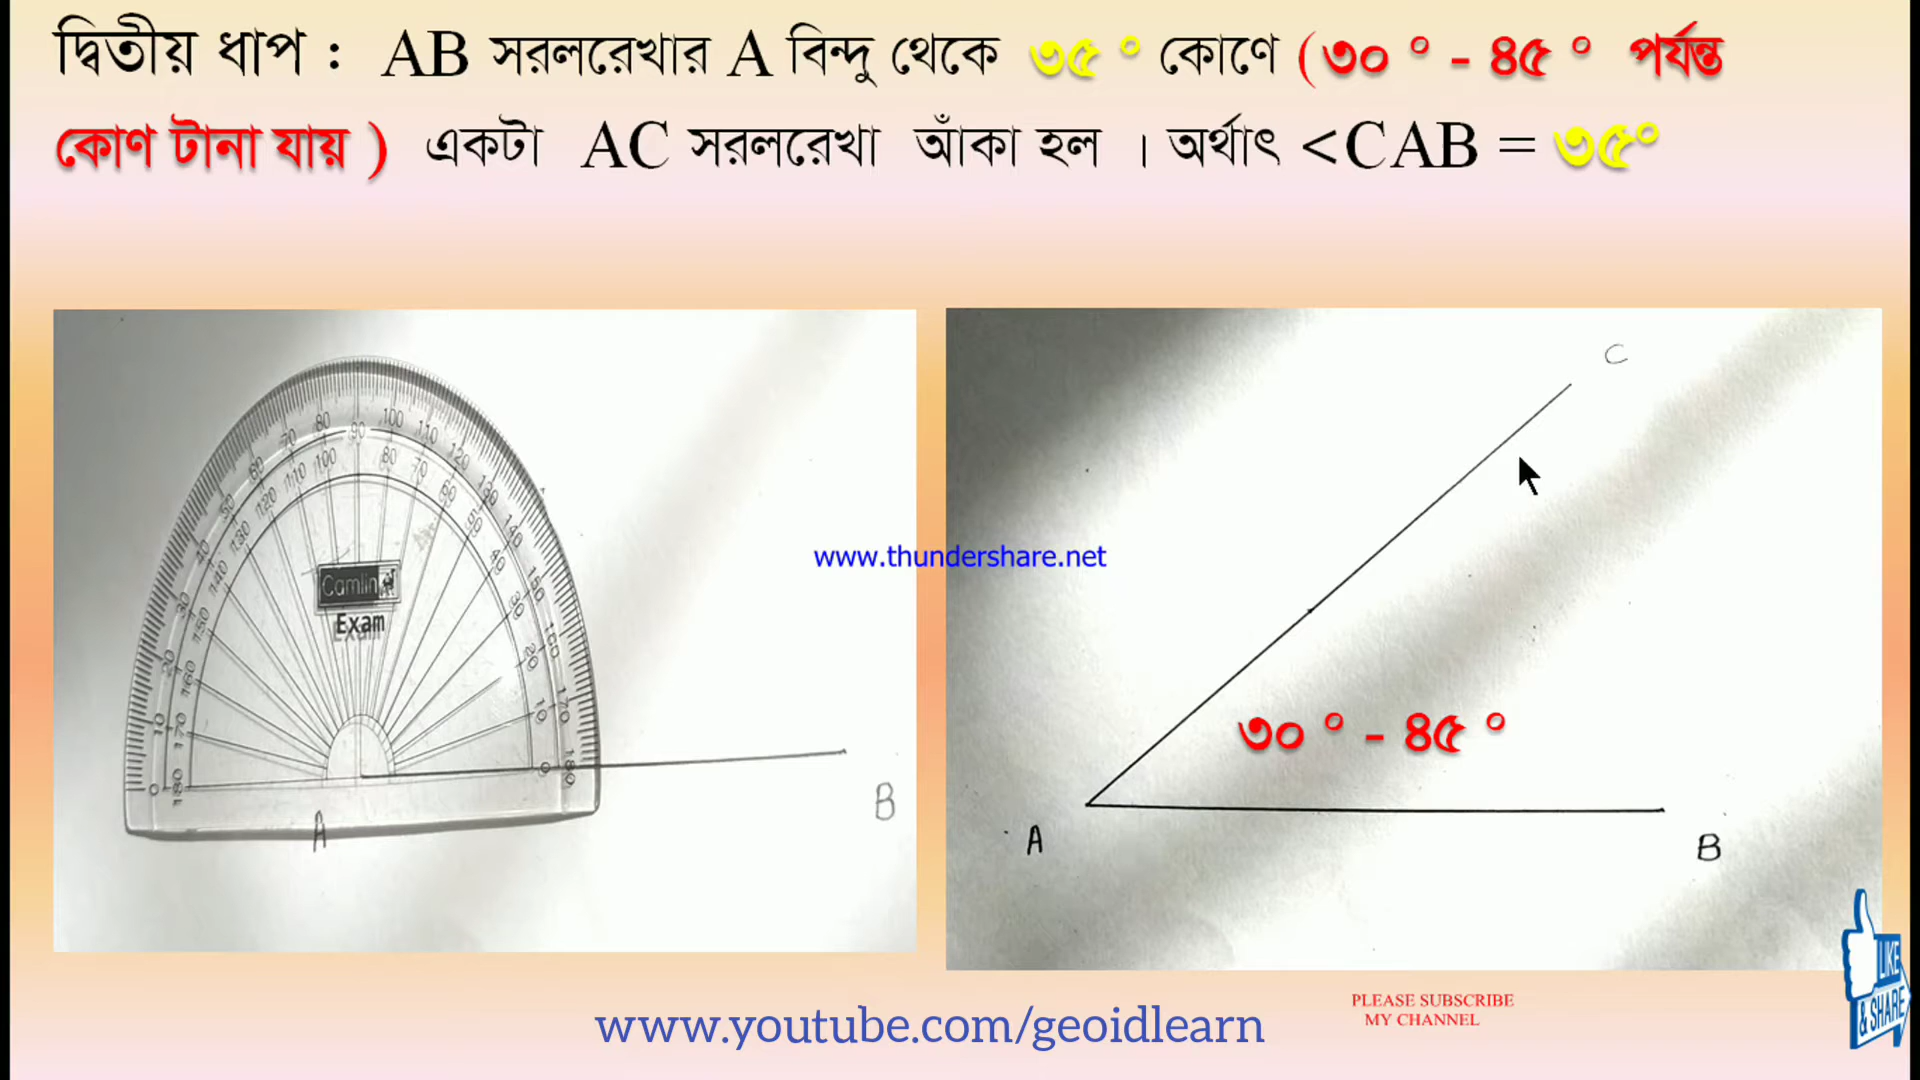 দ্বিতীয় ধাপ : AB সরলরেখার A বিন্দু থেকে ৩৫ ° কোণে (৩০ ° - ৪৫ ° পর্যন্ত
কোণ টানা যায় ) একটা AC সরলরেখা আঁকা হল । অর্থাৎ <CAB = ৩৫°
Camlin
Exam
A
B
www.thundershare.net
C
৩০ ° - ৪৫ °
A
B
LIKE
& SHARE
www.youtube.com/geoidlearn
PLEASE SUBSCRIBE
MY CHANNEL